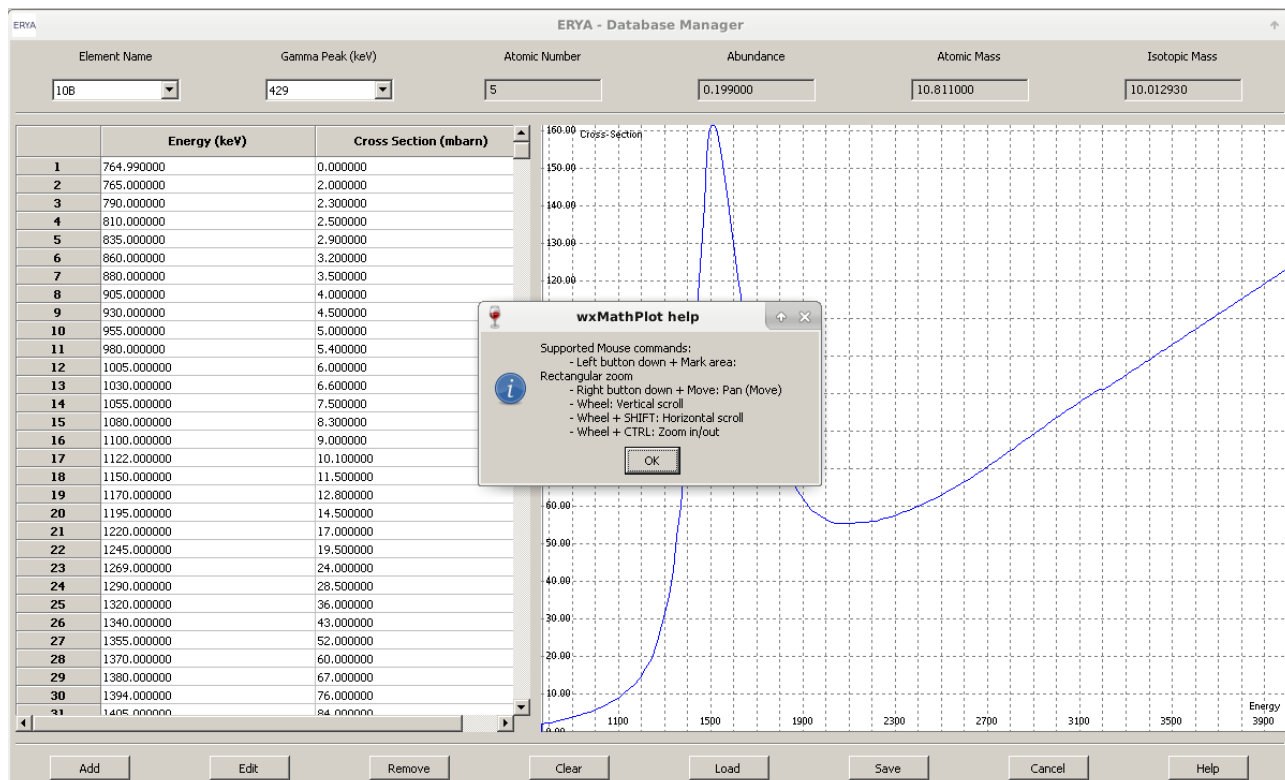 ERYA
ERYA - Database Manager
Element Name Gamma Peak (keV) Atomic Number Abundance Atomic Mass Isotopic Mass
10B 429 5 0.199000 10.811000 10.012930
Energy (keV) Cross Section (mbarn)
1 764.990000 0.000000
2 765.000000 2.000000
3 790.000000 2.300000
4 810.000000 2.500000
5 835.000000 2.900000
6 860.000000 3.200000
7 880.000000 3.500000
8 905.000000 4.000000
9 930.000000 4.500000
10 955.000000 5.000000
11 980.000000 5.400000
12 1005.000000 6.000000
13 1030.000000 6.600000
14 1055.000000 7.500000
15 1080.000000 8.300000
16 1100.000000 9.000000
17 1122.000000 10.100000
18 1150.000000 11.500000
19 1170.000000 12.800000
20 1195.000000 14.500000
21 1220.000000 17.000000
22 1245.000000 19.500000
23 1269.000000 24.000000
24 1290.000000 28.500000
25 1320.000000 36.000000
26 1340.000000 43.000000
27 1355.000000 52.000000
28 1370.000000 60.000000
29 1380.000000 67.000000
30 1394.000000 76.000000
31 1405.000000 84.000000
160.00 Cross-Section
150.00
140.00
130.00
120.00
60.00
50.00
40.00
30.00
20.00
10.00
0.00
Energy
1100 1500 1900 2300 2700 3100 3500 3900
wxMathPlot help
Supported Mouse commands:
- Left button down + Mark area:
Rectangular zoom
- Right button down + Move: Pan (Move)
- Wheel: Vertical scroll
- Wheel + SHIFT: Horizontal scroll
- Wheel + CTRL: Zoom in/out
OK
Add Edit Remove Clear Load Save Cancel Help